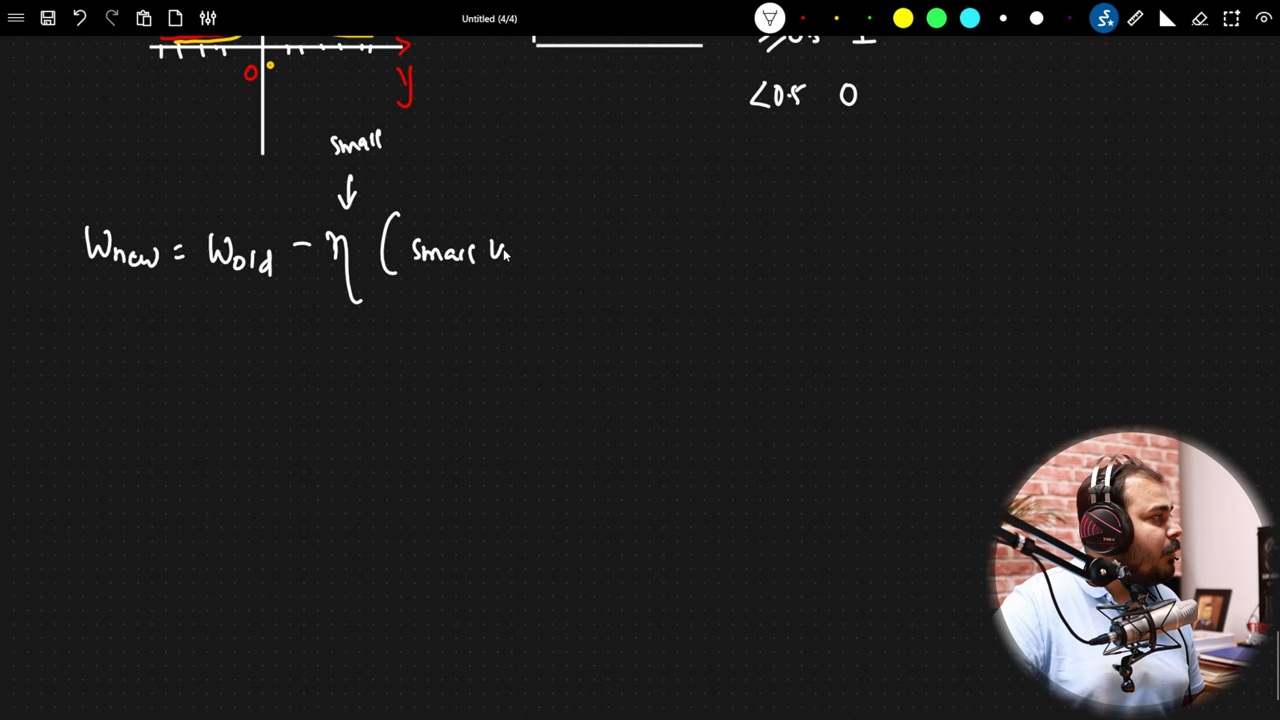 Untitled (4/4)
0
y
<0.5 0
small
Wnew = Wold - η ( small v